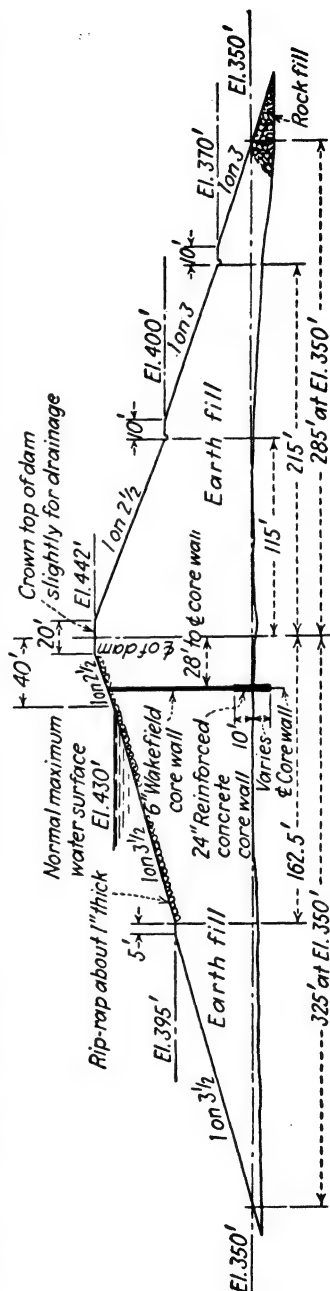 Crown top of dam
slightly for drainage
El.442'
20'
40'
Normal maximum
water surface
El.430'
1 on 2½
℄ of dam
1 on 2½
El.400'
10'
1 on 3
El.370'
10'
1 on 3
El.350'
Rock fill
Rip-rap about 1" thick
1 on 3½
6" Wakefield
core wall
28' to ℄ core wall
Earth fill
5'
El.395'
Earth fill
1 on 3½
24" Reinforced
concrete
core wall
10'
Varies
℄ Core wall
115'
215'
162.5'
285' at El.350'
El.350'
325' at El.350'